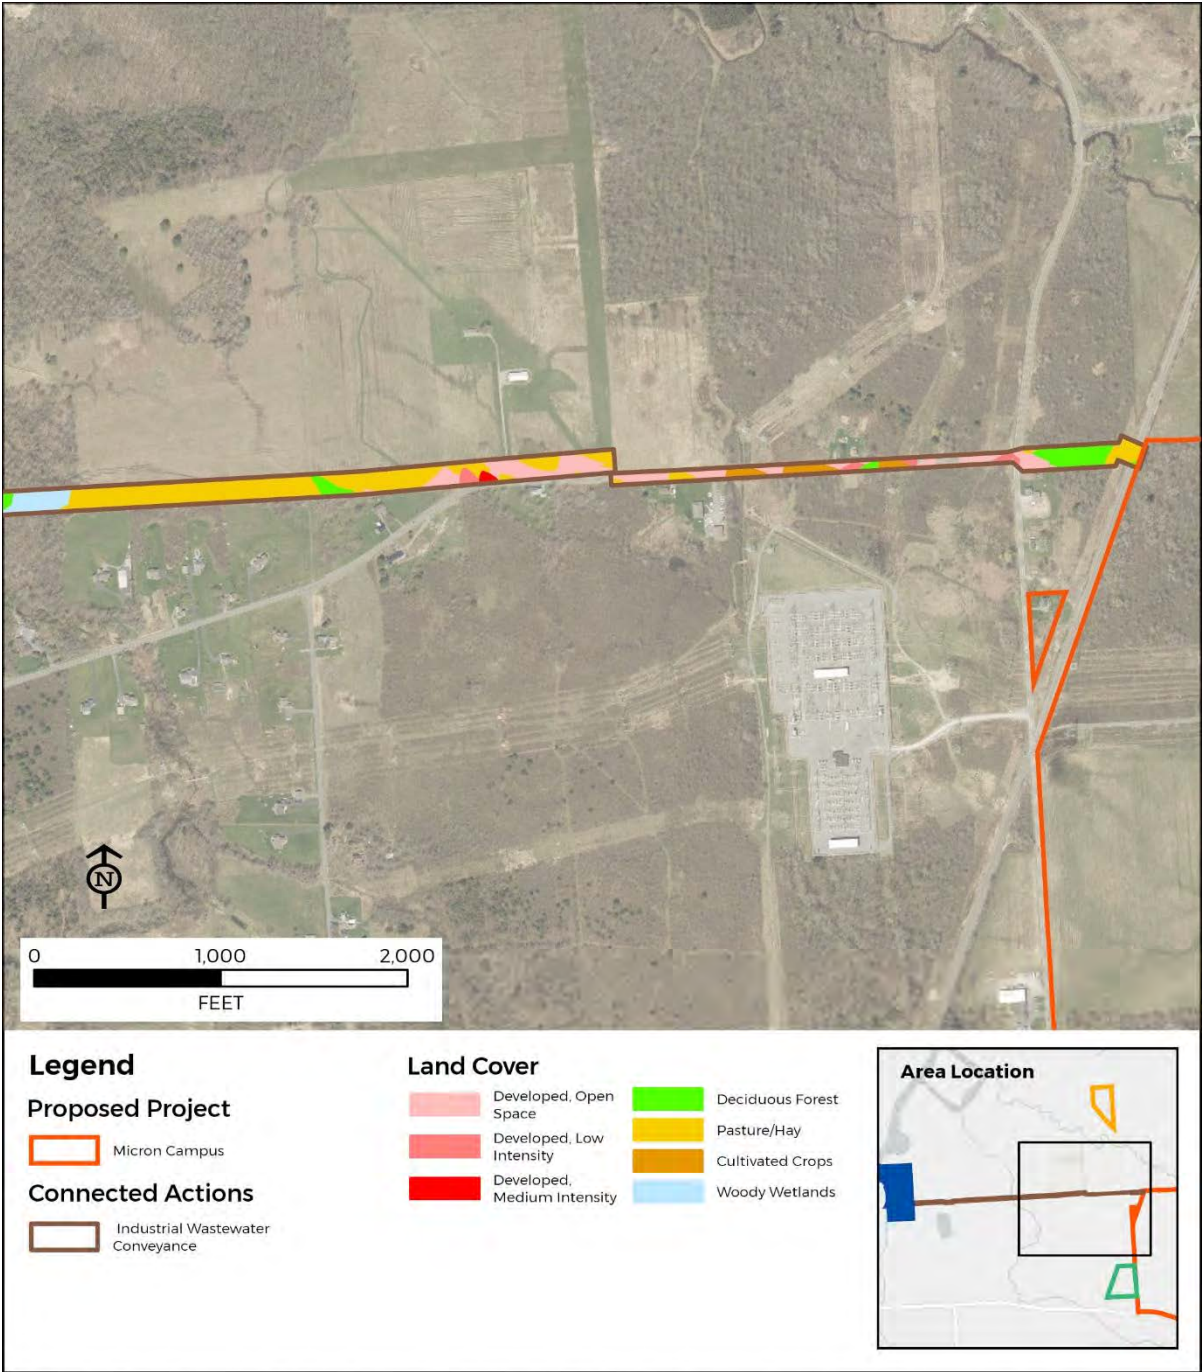 N
0 1,000 2,000
FEET
Legend
Proposed Project
Micron Campus
Connected Actions
Industrial Wastewater
Conveyance
Land Cover
Developed, Open
Space
Developed, Low
Intensity
Developed,
Medium Intensity
Deciduous Forest
Pasture/Hay
Cultivated Crops
Woody Wetlands
Area Location